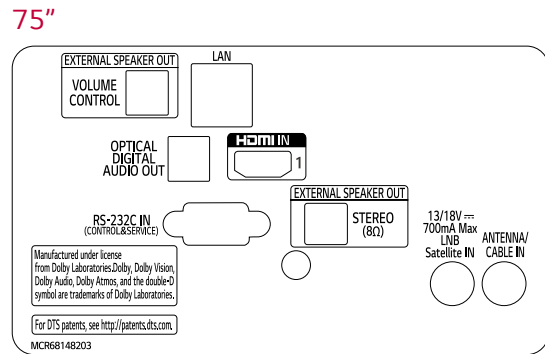 75"
EXTERNAL SPEAKER OUT
VOLUME
CONTROL
LAN
OPTICAL
DIGITAL
AUDIO OUT
HDMI IN
1
RS-232C IN
(CONTROL&SERVICE)
EXTERNAL SPEAKER OUT
STEREO
(8Ω)
13/18V⎓
700mA Max
LNB
Satellite IN
ANTENNA/
CABLE IN
Manufactured under license
from Dolby Laboratories.Dolby, Dolby Vision,
Dolby Audio, Dolby Atmos, and the double-D
symbol are trademarks of Dolby Laboratories.
For DTS patents, see http://patents.dts.com.
MCR68148203